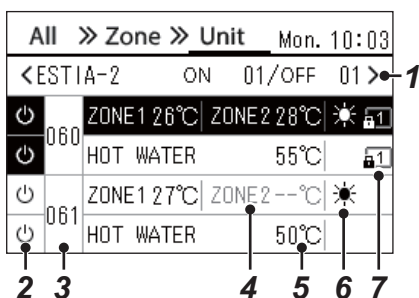 All ≫ Zone ≫ Unit Mon. 10:03
<ESTIA-2 ON 01/OFF 01> 1
060 ZONE1 26℃ ZONE2 28℃ 1
HOT WATER 55℃ 1
061 ZONE1 27℃ ZONE2 --℃
HOT WATER 50℃
2 3 4 5 6 7